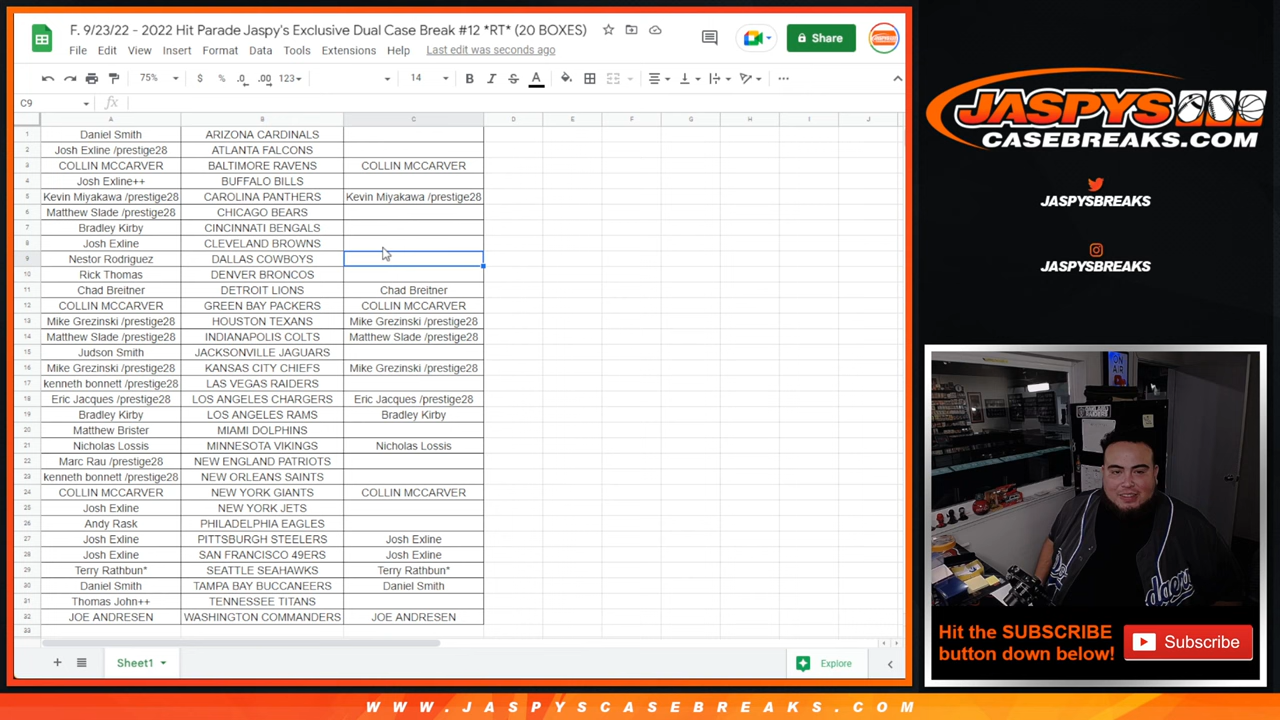 F. 9/23/22 - 2022 Hit Parade Jaspy's Exclusive Dual Case Break #12 *RT* (20 BOXES)
File Edit View Insert Format Data Tools Extensions Help Last edit was seconds ago
Share
75% $ % .0 .00 123 14 B I S A
C9 fx
A B C D E F G H I J
1 Daniel Smith ARIZONA CARDINALS
2 Josh Exline /prestige28 ATLANTA FALCONS
3 COLLIN MCCARVER BALTIMORE RAVENS COLLIN MCCARVER
4 Josh Exline++ BUFFALO BILLS
5 Kevin Miyakawa /prestige28 CAROLINA PANTHERS Kevin Miyakawa /prestige28
6 Matthew Slade /prestige28 CHICAGO BEARS
7 Bradley Kirby CINCINNATI BENGALS
8 Josh Exline CLEVELAND BROWNS
9 Nestor Rodriguez DALLAS COWBOYS
10 Rick Thomas DENVER BRONCOS
11 Chad Breitner DETROIT LIONS Chad Breitner
12 COLLIN MCCARVER GREEN BAY PACKERS COLLIN MCCARVER
13 Mike Grezinski /prestige28 HOUSTON TEXANS Mike Grezinski /prestige28
14 Matthew Slade /prestige28 INDIANAPOLIS COLTS Matthew Slade /prestige28
15 Judson Smith JACKSONVILLE JAGUARS
16 Mike Grezinski /prestige28 KANSAS CITY CHIEFS Mike Grezinski /prestige28
17 kenneth bonnett /prestige28 LAS VEGAS RAIDERS
18 Eric Jacques /prestige28 LOS ANGELES CHARGERS Eric Jacques /prestige28
19 Bradley Kirby LOS ANGELES RAMS Bradley Kirby
20 Matthew Brister MIAMI DOLPHINS
21 Nicholas Lossis MINNESOTA VIKINGS Nicholas Lossis
22 Marc Rau /prestige28 NEW ENGLAND PATRIOTS
23 kenneth bonnett /prestige28 NEW ORLEANS SAINTS
24 COLLIN MCCARVER NEW YORK GIANTS COLLIN MCCARVER
25 Josh Exline NEW YORK JETS
26 Andy Rask PHILADELPHIA EAGLES
27 Josh Exline PITTSBURGH STEELERS Josh Exline
28 Josh Exline SAN FRANCISCO 49ERS Josh Exline
29 Terry Rathbun* SEATTLE SEAHAWKS Terry Rathbun*
30 Daniel Smith TAMPA BAY BUCCANEERS Daniel Smith
31 Thomas John++ TENNESSEE TITANS
32 JOE ANDRESEN WASHINGTON COMMANDERS JOE ANDRESEN
33
Sheet1
Explore
JASPYS
CASEBREAKS.COM
JASPYSBREAKS
JASPYSBREAKS
Dodgers
Hit the SUBSCRIBE
button down below!
Subscribe
WWW.JASPYSCASEBREAKS.COM